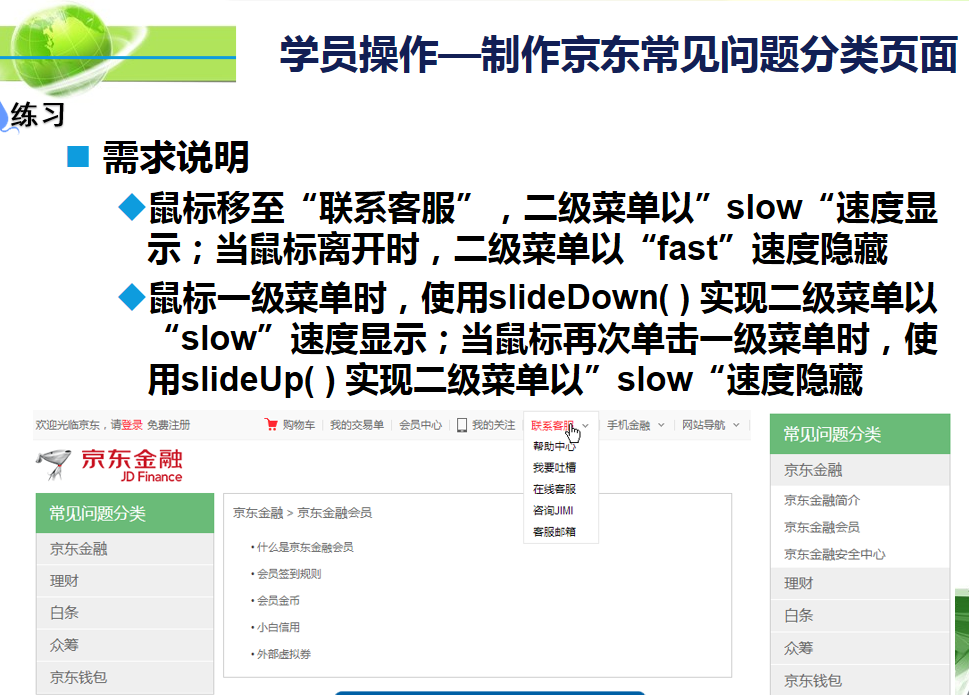 学员操作—制作京东常见问题分类页面
练习
需求说明
鼠标移至“联系客服”，二级菜单以”slow“速度显
示；当鼠标离开时，二级菜单以“fast”速度隐藏
鼠标一级菜单时，使用slideDown( ) 实现二级菜单以
“slow”速度显示；当鼠标再次单击一级菜单时，使
用slideUp( ) 实现二级菜单以”slow“速度隐藏
欢迎光临京东，请登录 免费注册
购物车
我的交易单
会员中心
我的关注
联系客服
手机金融
网站导航
帮助中心
我要吐槽
在线客服
咨询JIMI
客服邮箱
京东金融
JD Finance
常见问题分类
京东金融
理财
白条
众筹
京东钱包
京东金融 > 京东金融会员
• 什么是京东金融会员
• 会员签到规则
• 会员金币
• 小白信用
• 外部虚拟券
常见问题分类
京东金融
京东金融简介
京东金融会员
京东金融安全中心
理财
白条
众筹
京东钱包